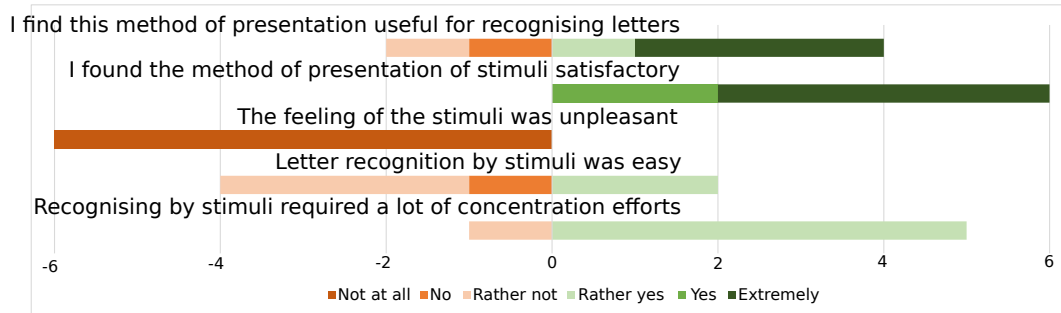 I find this method of presentation useful for recognising letters
I found the method of presentation of stimuli satisfactory
The feeling of the stimuli was unpleasant
Letter recognition by stimuli was easy
Recognising by stimuli required a lot of concentration efforts
-6 -4 -2 0 2 4 6
Not at all No Rather not Rather yes Yes Extremely